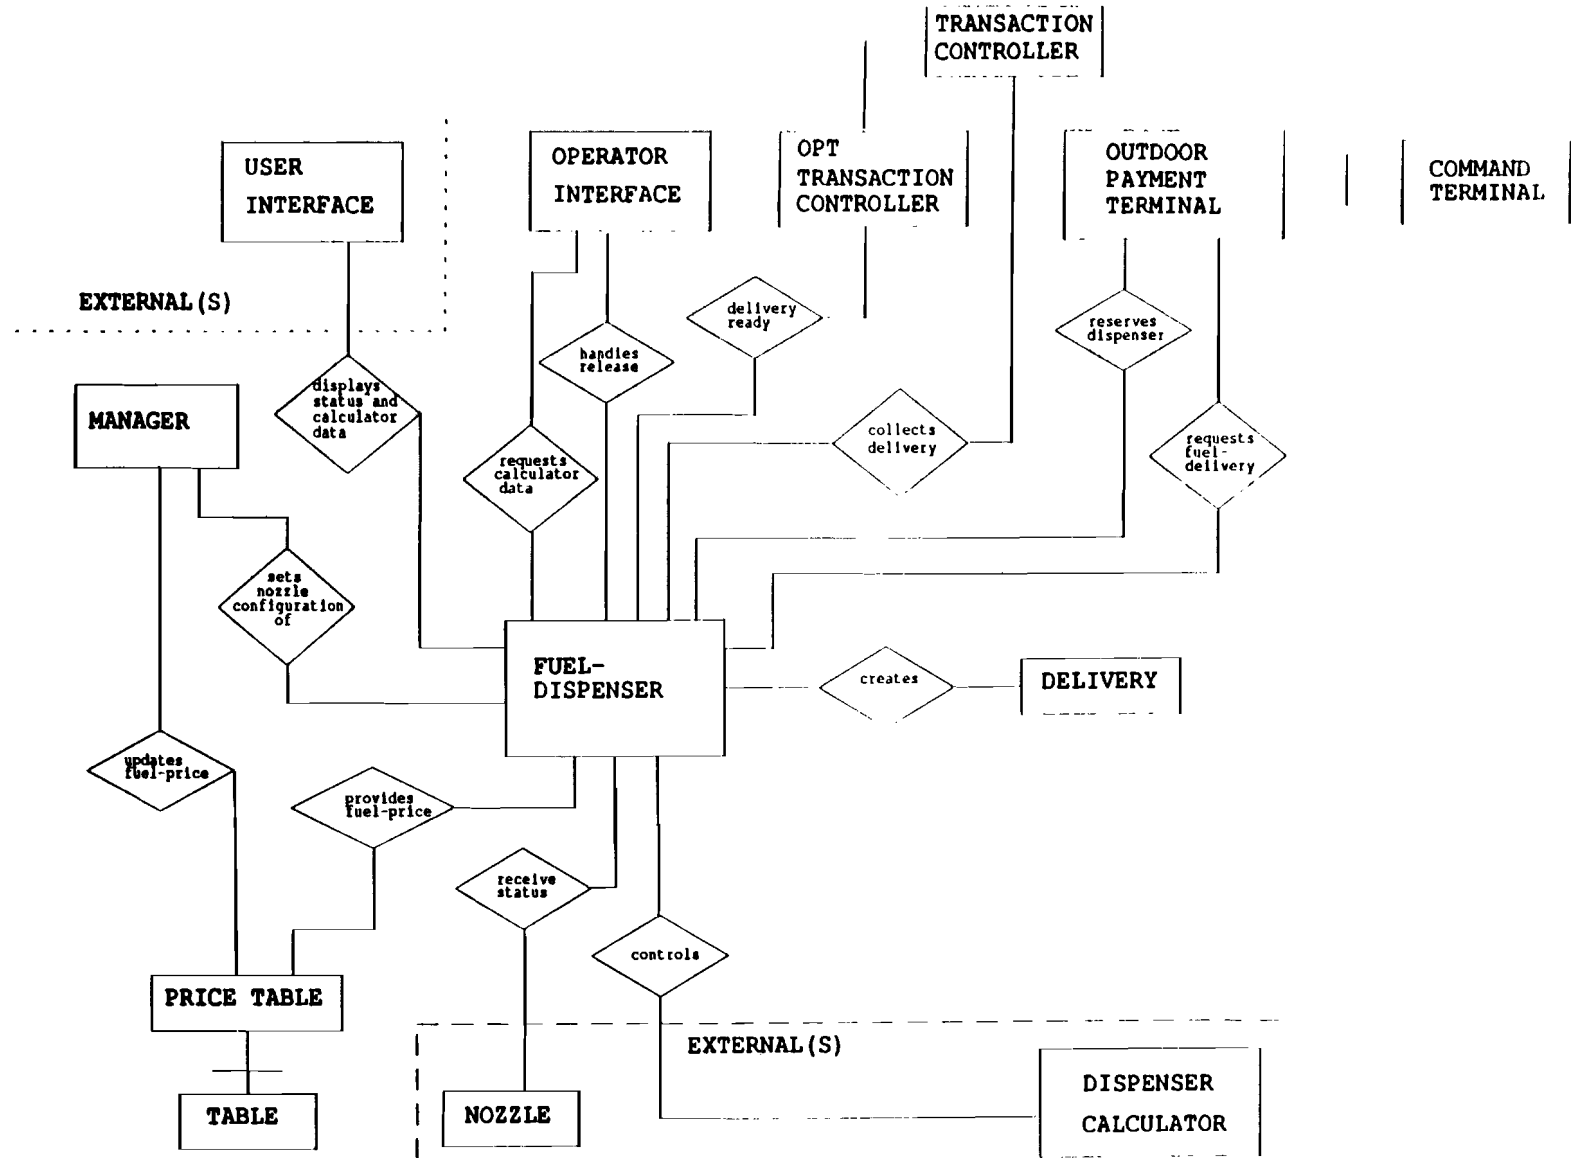 TRANSACTION
CONTROLLER
USER
INTERFACE
OPERATOR
INTERFACE
OPT
TRANSACTION
CONTROLLER
OUTDOOR
PAYMENT
TERMINAL
COMMAND
TERMINAL
EXTERNAL(S)
MANAGER
displays
status and
calculator
data
handles
release
delivery
ready
reserves
dispenser
requests
calculator
data
collects
delivery
requests
fuel-
delivery
sets
nozzle
configuration
of
FUEL-
DISPENSER
creates
DELIVERY
updates
fuel-price
provides
fuel-price
receive
status
controls
PRICE TABLE
TABLE
EXTERNAL(S)
NOZZLE
DISPENSER
CALCULATOR